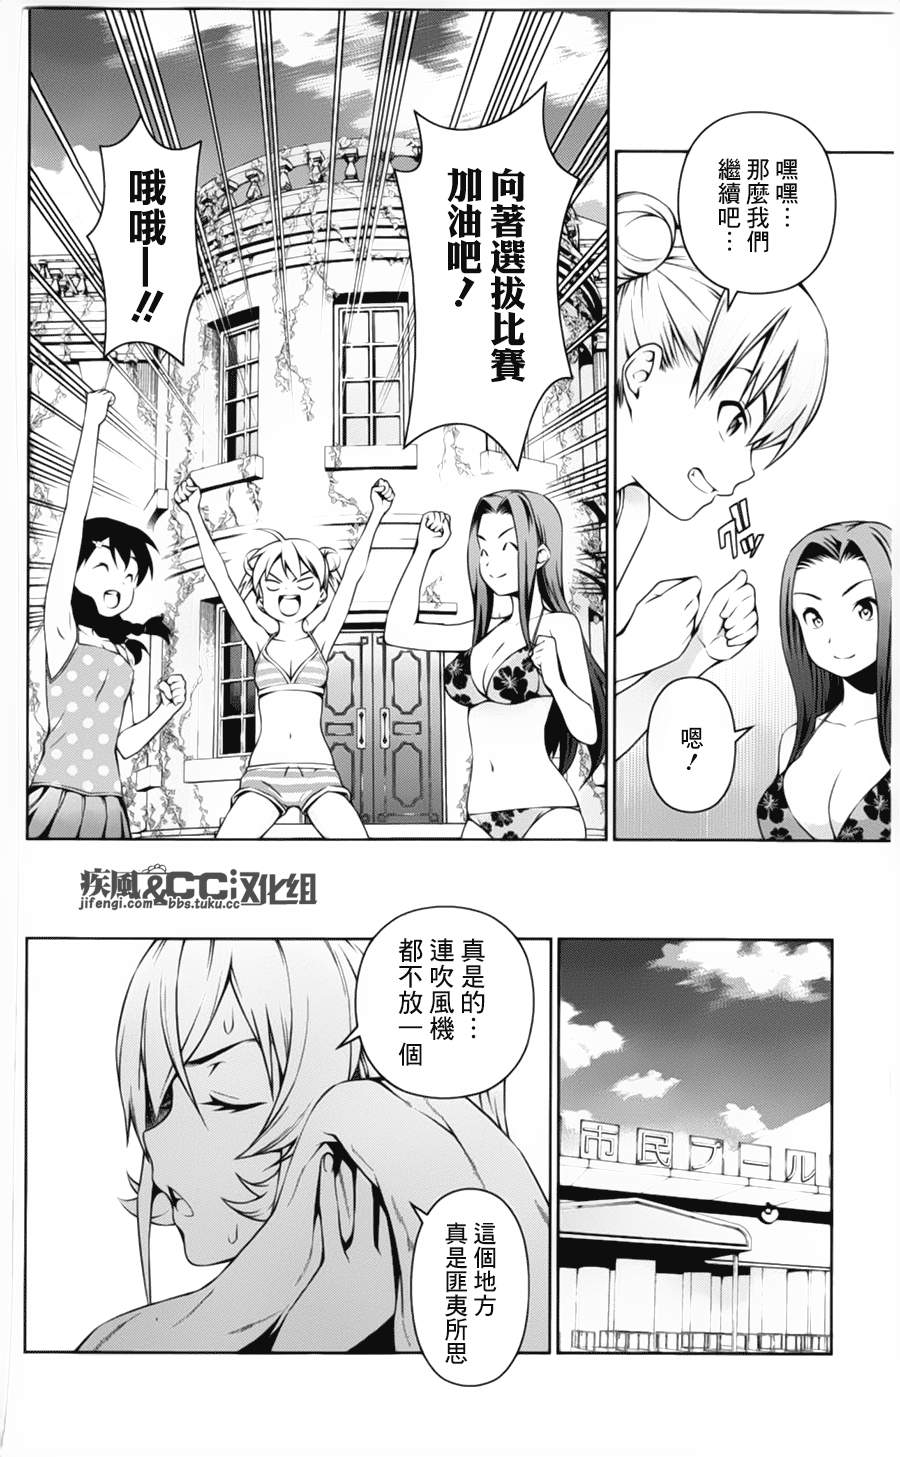 嘿嘿…
那麼我們
繼續吧…
グッ
嗯！
向著選拔比賽
加油吧！
哦哦ー!!
疾風&CC汉化组
jifengi.com bbs.tuku.cc
市民プール
真是的…
連吹風機
都不放一個
這個地方
真是匪夷所思